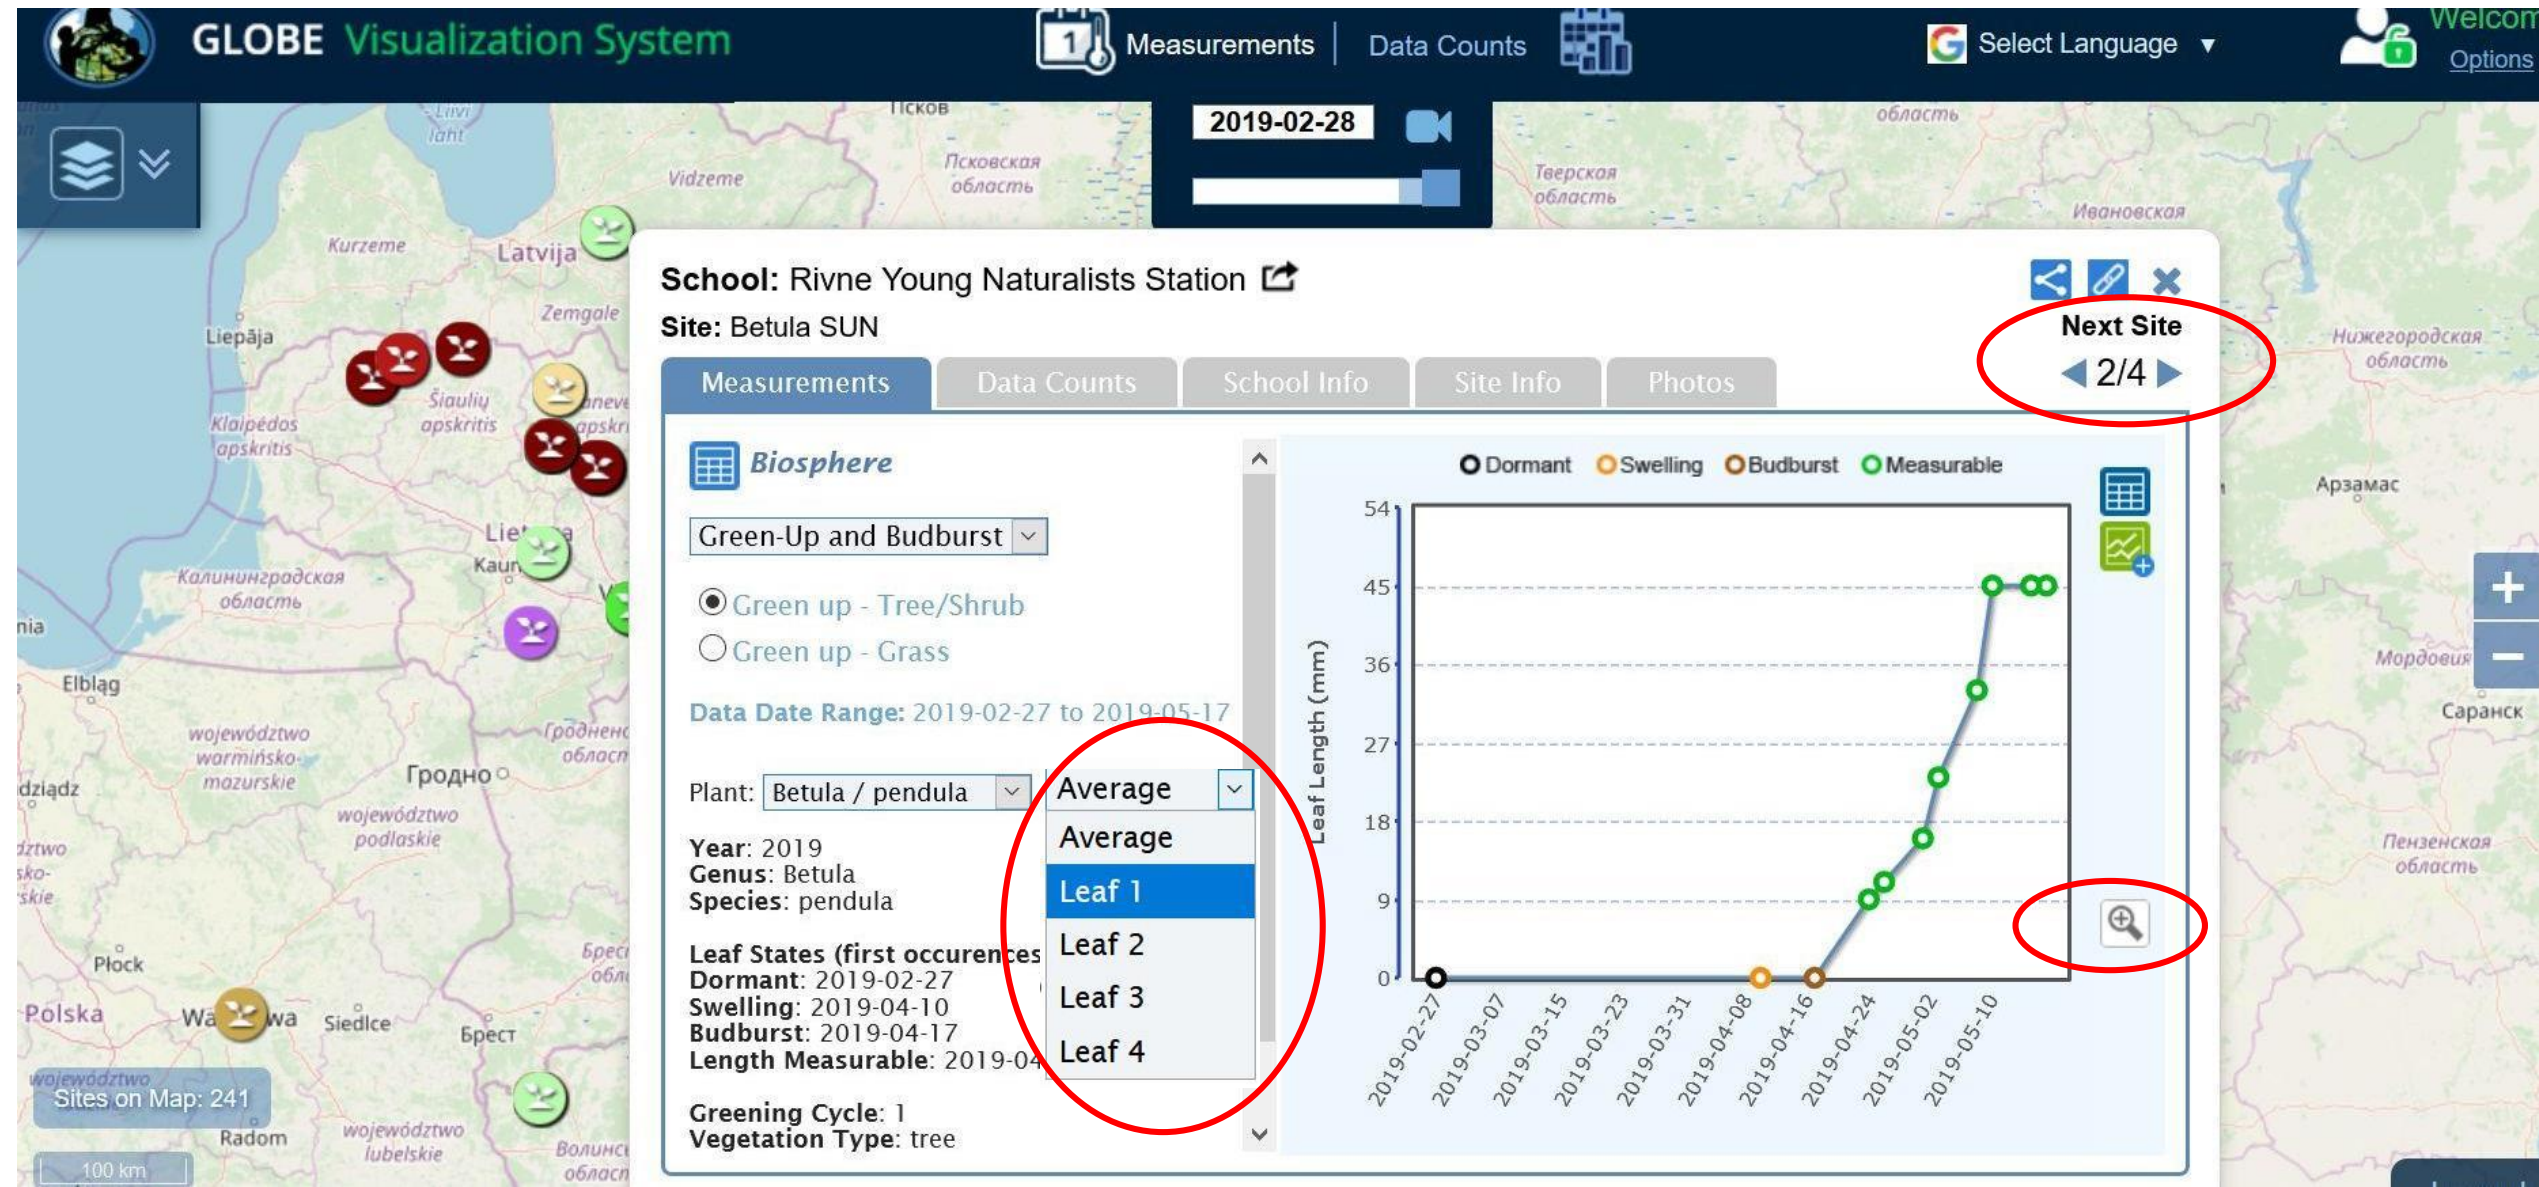 GLOBE Visualization System
Measurements | Data Counts
Select Language ▼
Options
2019-02-28
Псков
Псковская
область
Тверская
область
область
Ивановская
Нижегородская
область
Арзамас
Мордовия
Саранск
Пензенская
область
Liivi
laht
Vidzeme
Kurzeme
Latvija
Zemgale
Liepāja
Šiaulių
apskritis
Klaipėdos
apskritis
Калининградская
область
Elbląg
województwo
warmińsko-
mazurskie
Гродно
województwo
podlaskie
Płock
Polska
Siedlce
Брест
Radom
województwo
lubelskie
Sites on Map: 241
100 km
School: Rivne Young Naturalists Station
Site: Betula SUN
Next Site
2/4
Measurements
Data Counts
School Info
Site Info
Photos
Biosphere
Green-Up and Budburst
Green up - Tree/Shrub
Green up - Grass
Data Date Range: 2019-02-27 to 2019-05-17
Plant: Betula / pendula
Average
Average
Leaf 1
Leaf 2
Leaf 3
Leaf 4
Year: 2019
Genus: Betula
Species: pendula
Leaf States (first occurences
Dormant: 2019-02-27
Swelling: 2019-04-10
Budburst: 2019-04-17
Length Measurable: 2019-04
Greening Cycle: 1
Vegetation Type: tree
Dormant Swelling Budburst Measurable
Leaf Length (mm)
54
45
36
27
18
9
0
2019-02-27
2019-03-07
2019-03-15
2019-03-23
2019-03-31
2019-04-08
2019-04-16
2019-04-24
2019-05-02
2019-05-10